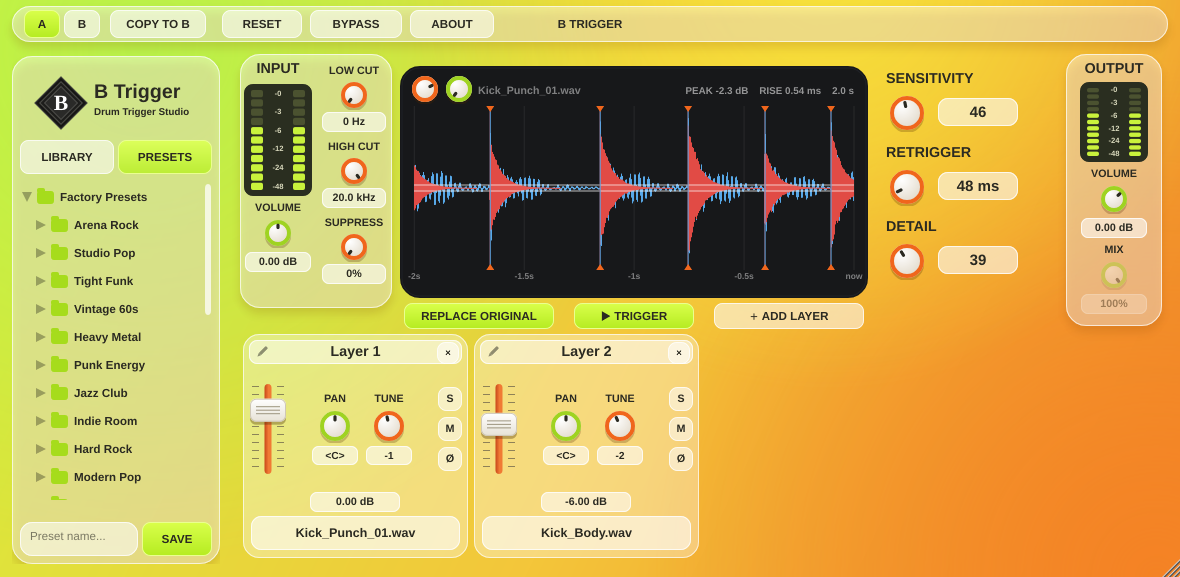 A B COPY TO B RESET BYPASS ABOUT B TRIGGER
B
B Trigger
Drum Trigger Studio
LIBRARY PRESETS
Factory Presets
Arena Rock
Studio Pop
Tight Funk
Vintage 60s
Heavy Metal
Punk Energy
Jazz Club
Indie Room
Hard Rock
Modern Pop
Preset name... SAVE
INPUT
-0
-3
-6
-12
-24
-48
VOLUME
0.00 dB
LOW CUT
0 Hz
HIGH CUT
20.0 kHz
SUPPRESS
0%
Kick_Punch_01.wav PEAK -2.3 dB RISE 0.54 ms 2.0 s
-2s -1.5s -1s -0.5s now
REPLACE ORIGINAL TRIGGER + ADD LAYER
SENSITIVITY
46
RETRIGGER
48 ms
DETAIL
39
OUTPUT
-0
-3
-6
-12
-24
-48
VOLUME
0.00 dB
MIX
100%
Layer 1 ×
PAN TUNE S
M
<C> -1 Ø
0.00 dB
Kick_Punch_01.wav
Layer 2 ×
PAN TUNE S
M
<C> -2 Ø
-6.00 dB
Kick_Body.wav